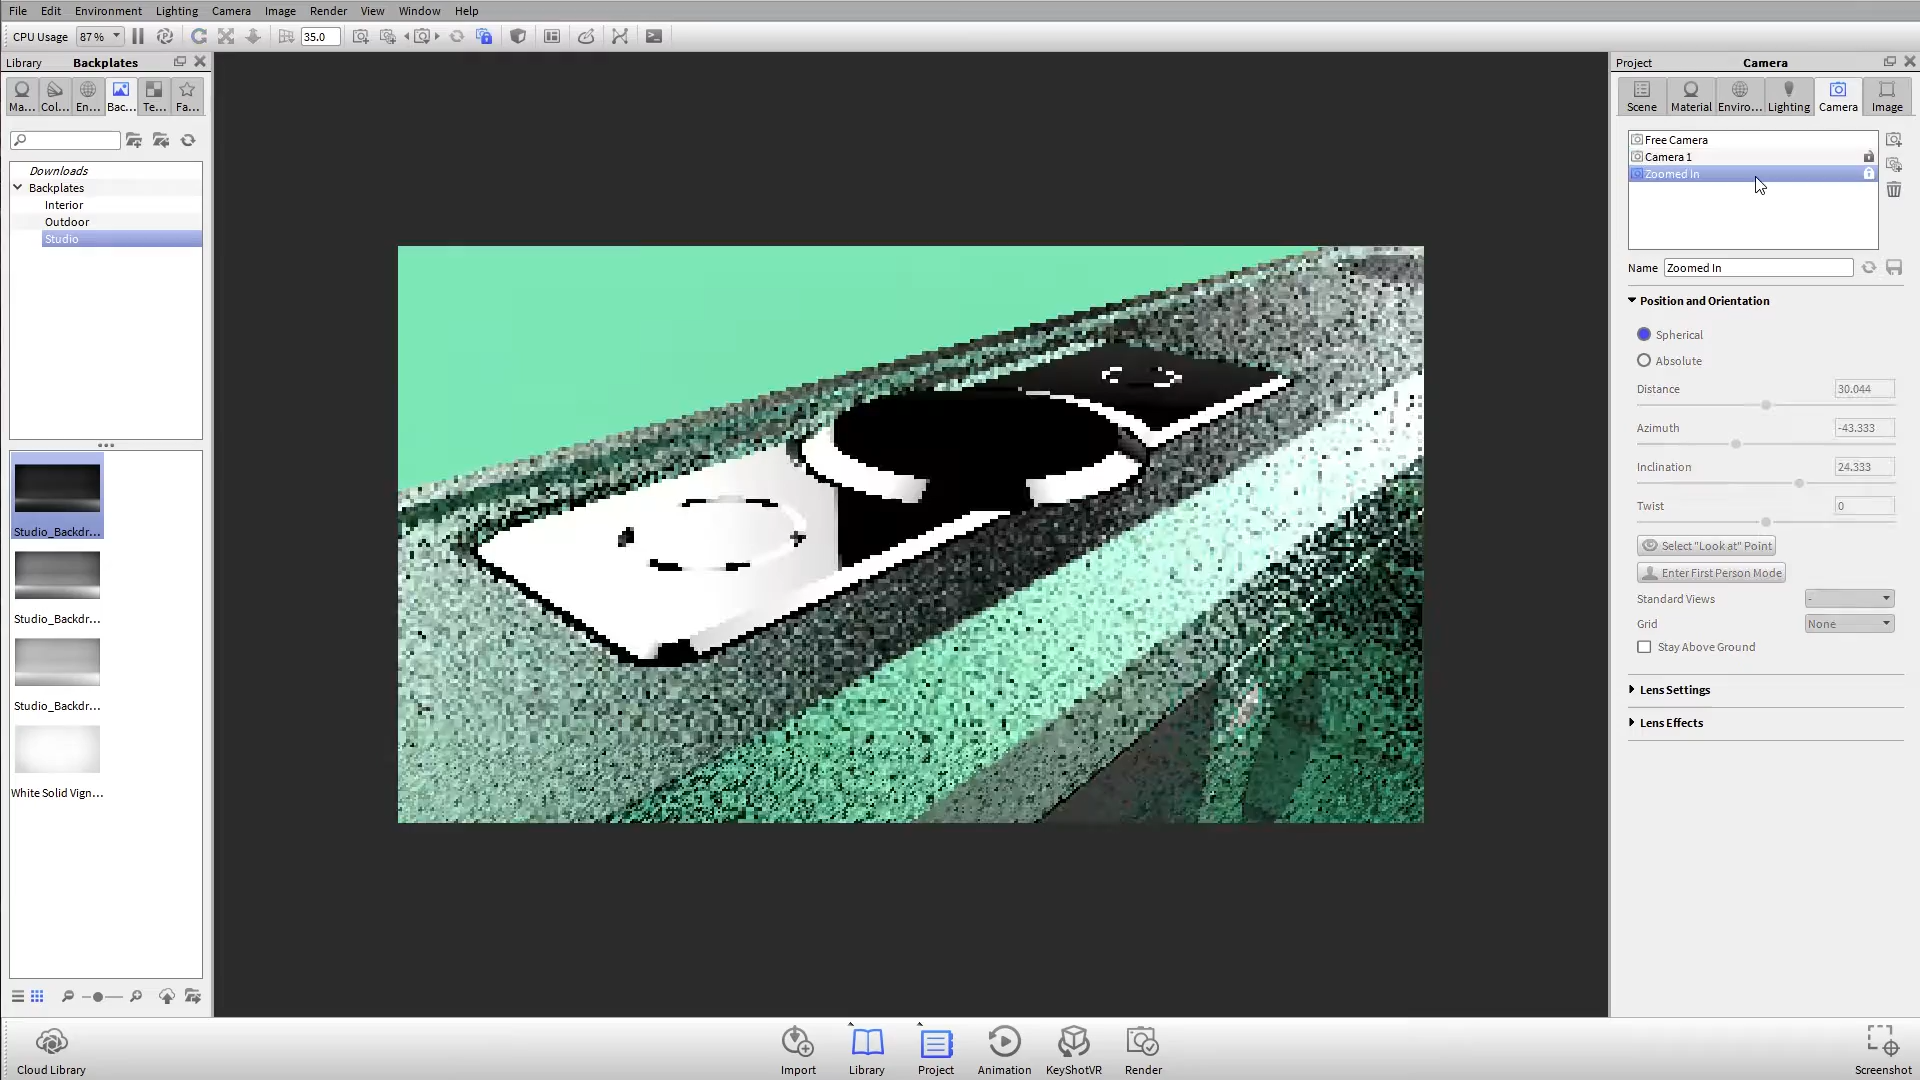 File Edit Environment Lighting Camera Image Render View Window Help
CPU Usage 87 % 35.0
Library Backplates
Ma... Col... En... Bac... Te... Fa...
Downloads
Backplates
Interior
Outdoor
Studio
Studio_Backdr...
Studio_Backdr...
Studio_Backdr...
White Solid Vign...
Project Camera
Scene Material Enviro... Lighting Camera Image
Free Camera
Camera 1
Zoomed In
Name Zoomed In
Position and Orientation
Spherical
Absolute
Distance 30.044
Azimuth -43.333
Inclination 24.333
Twist 0
Select "Look at" Point
Enter First Person Mode
Standard Views -
Grid None
Stay Above Ground
Lens Settings
Lens Effects
Cloud Library Import Library Project Animation KeyShotVR Render Screenshot